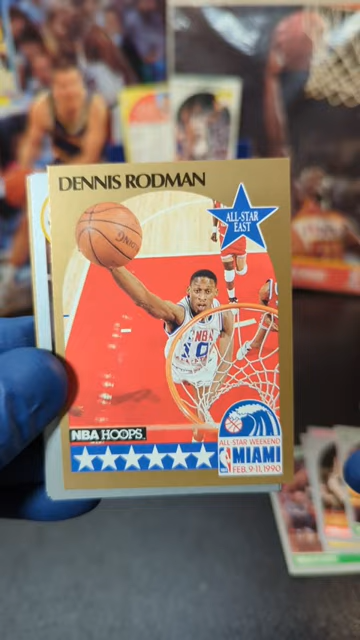 DENNIS RODMAN
ALL-STAR
EAST
NBA
10
NBA HOOPS
ALL-STAR WEEKEND
MIAMI
FEB. 9-11, 1990